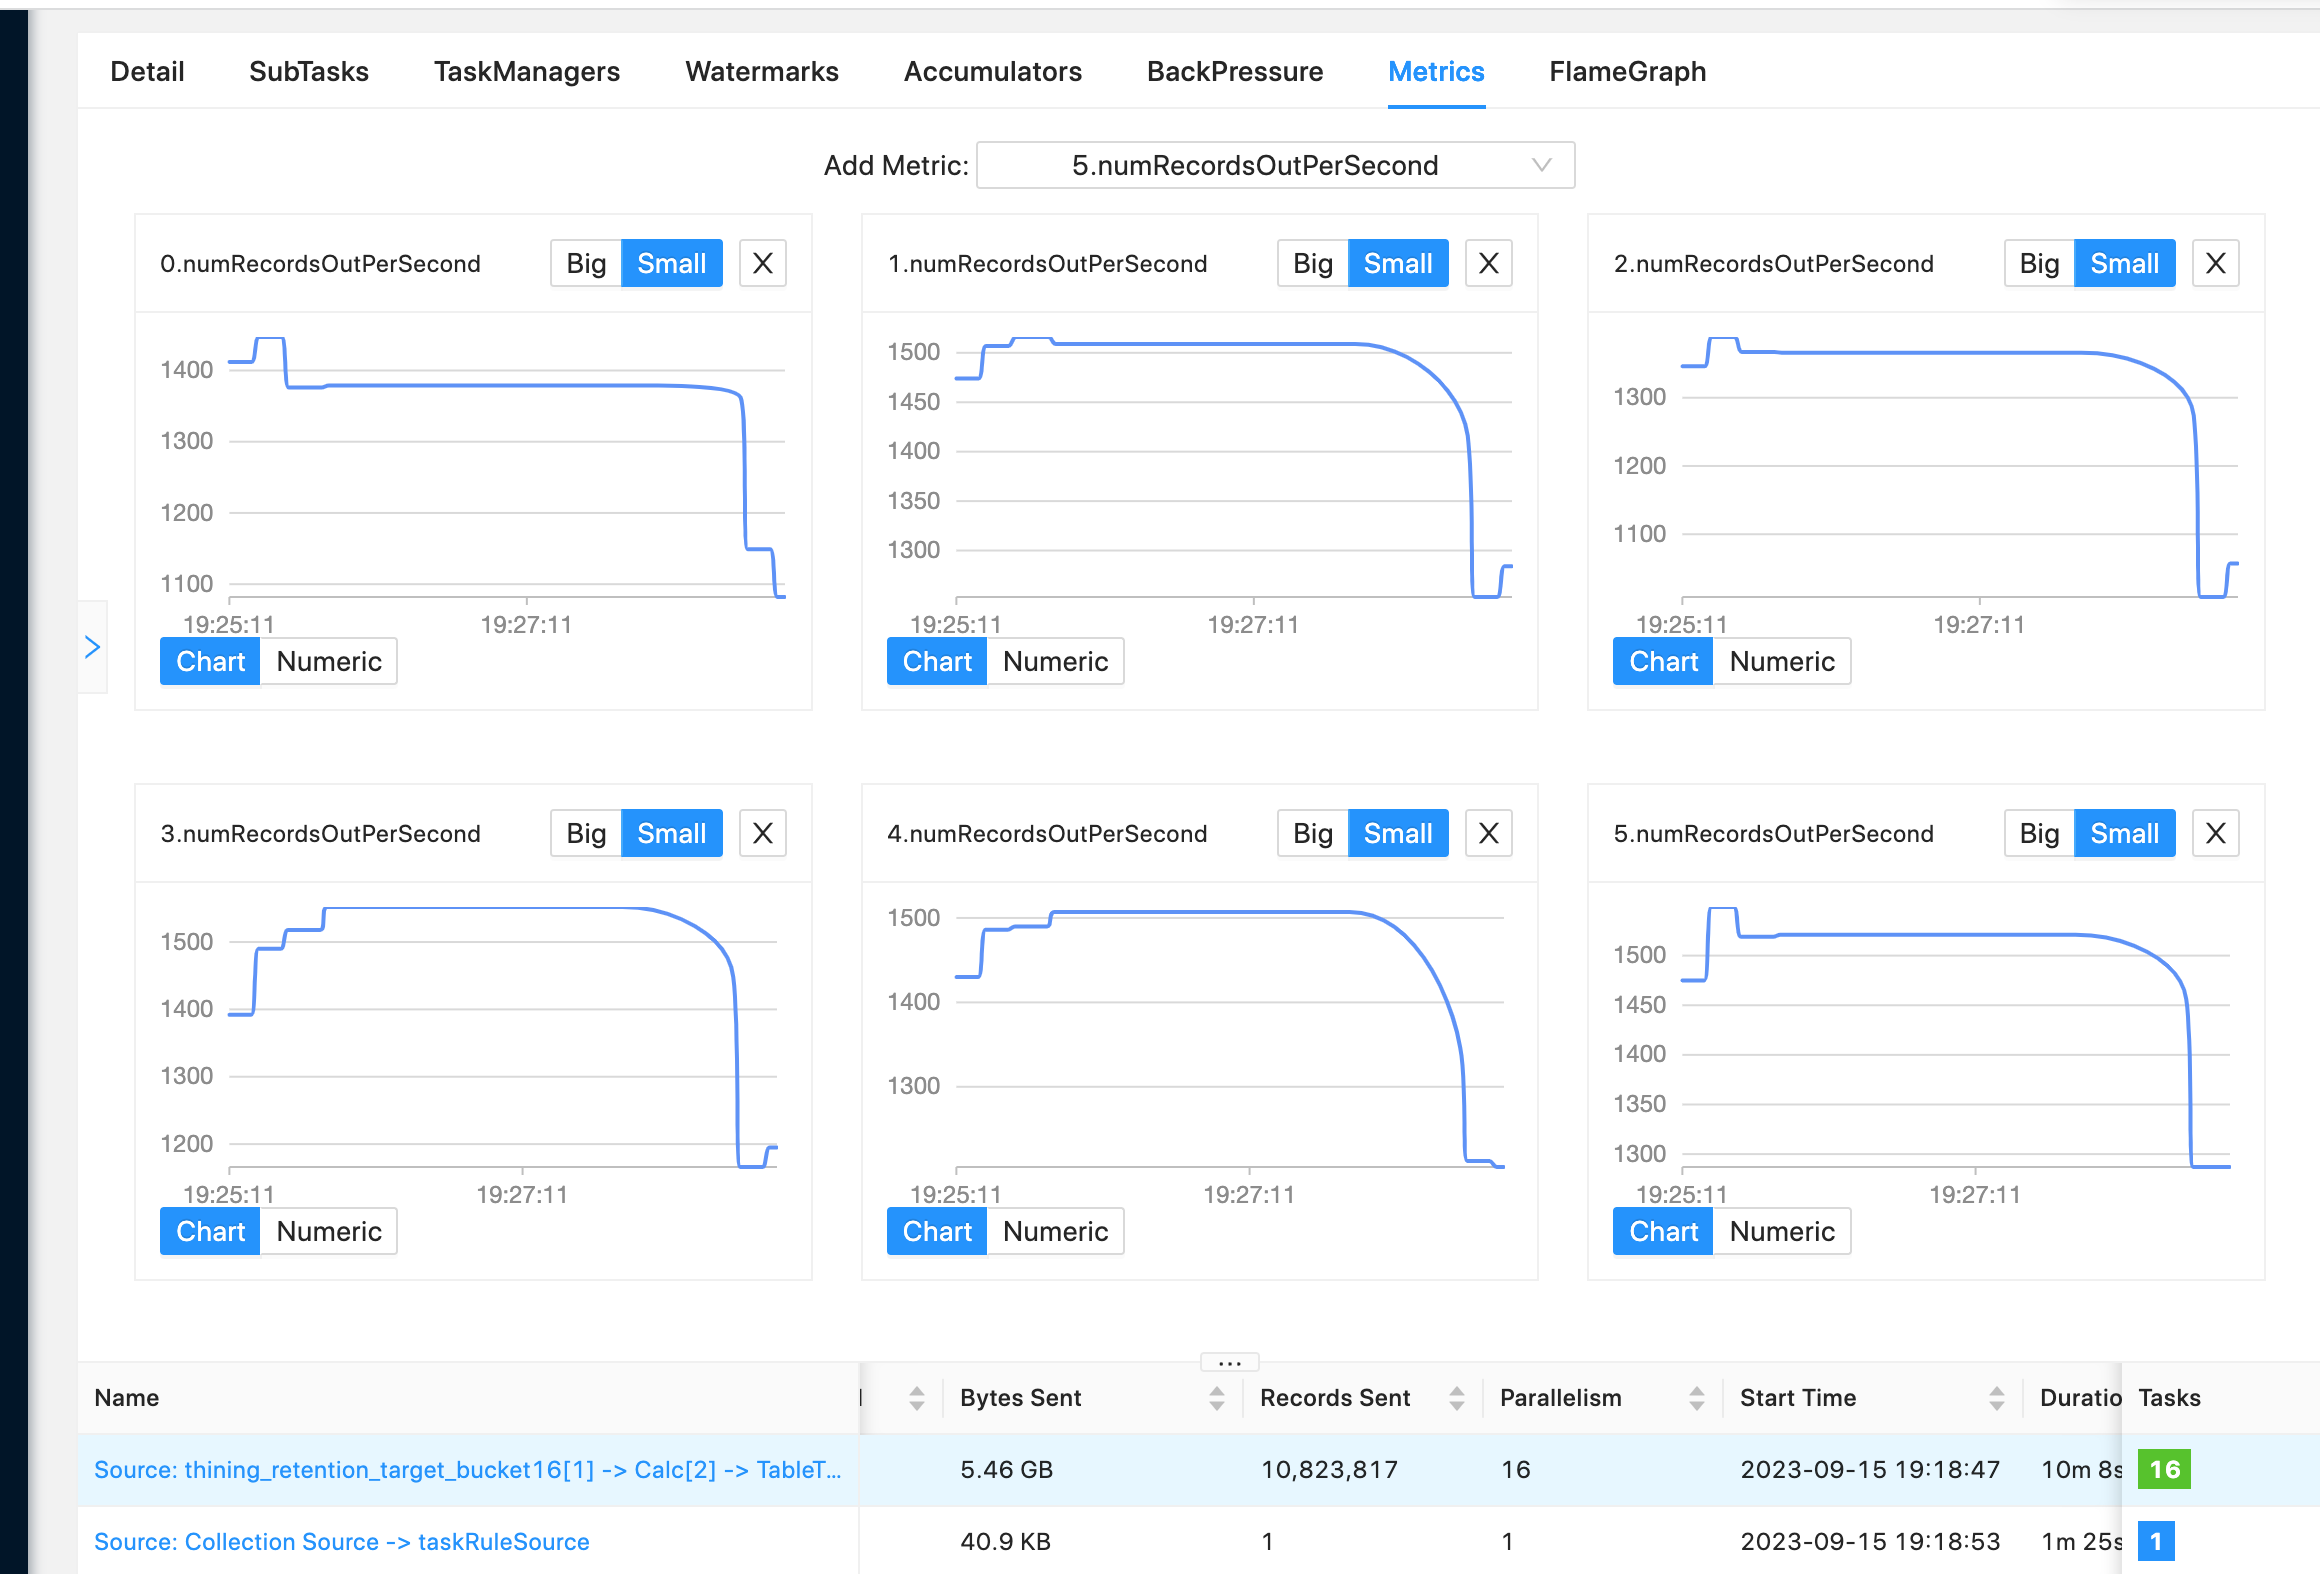 Detail SubTasks TaskManagers Watermarks Accumulators BackPressure Metrics FlameGraph
Add Metric: 5.numRecordsOutPerSecond
0.numRecordsOutPerSecond Big Small X
1400
1300
1200
1100
19:25:11 19:27:11
Chart Numeric
1.numRecordsOutPerSecond Big Small X
1500
1450
1400
1350
1300
19:25:11 19:27:11
Chart Numeric
2.numRecordsOutPerSecond Big Small X
1300
1200
1100
19:25:11 19:27:11
Chart Numeric
3.numRecordsOutPerSecond Big Small X
1500
1400
1300
1200
19:25:11 19:27:11
Chart Numeric
4.numRecordsOutPerSecond Big Small X
1500
1400
1300
19:25:11 19:27:11
Chart Numeric
5.numRecordsOutPerSecond Big Small X
1500
1450
1400
1350
1300
19:25:11 19:27:11
Chart Numeric
...
Name Bytes Sent Records Sent Parallelism Start Time Duratio Tasks
Source: thining_retention_target_bucket16[1] -> Calc[2] -> TableT... 5.46 GB 10,823,817 16 2023-09-15 19:18:47 10m 8s 16
Source: Collection Source -> taskRuleSource 40.9 KB 1 1 2023-09-15 19:18:53 1m 25s 1